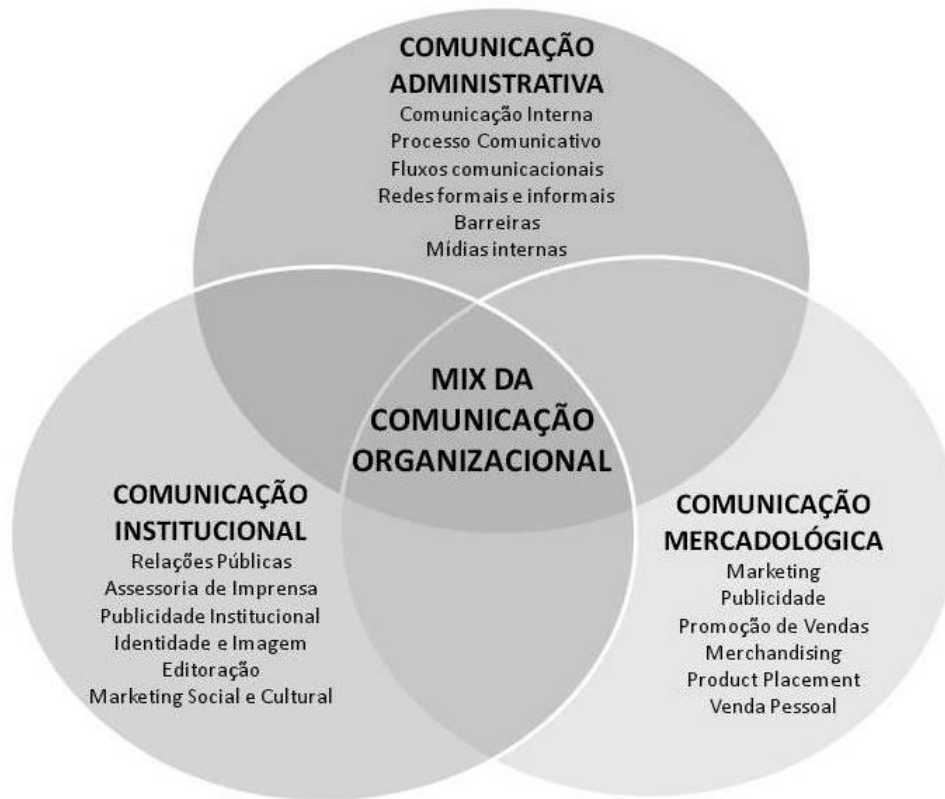 COMUNICAÇÃO
ADMINISTRATIVA
Comunicação Interna
Processo Comunicativo
Fluxos comunicacionais
Redes formais e informais
Barreiras
Mídias internas
MIX DA
COMUNICAÇÃO
ORGANIZACIONAL
COMUNICAÇÃO
INSTITUCIONAL
Relações Públicas
Assessoria de Imprensa
Publicidade Institucional
Identidade e Imagem
Editoração
Marketing Social e Cultural
COMUNICAÇÃO
MERCADOLÓGICA
Marketing
Publicidade
Promoção de Vendas
Merchandising
Product Placement
Venda Pessoal